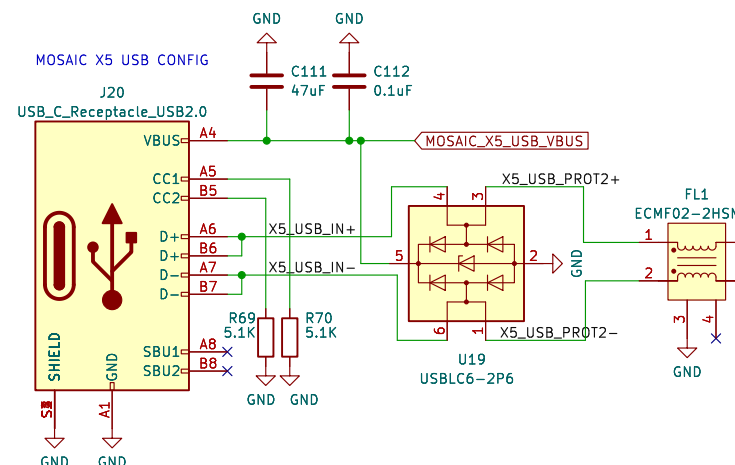 MOSAIC X5 USB CONFIG
GND
GND
C111
47uF
C112
0.1uF
J20
USB_C_Receptacle_USB2.0
VBUS
A4
MOSAIC_X5_USB_VBUS
CC1
A5
CC2
B5
D+
A6
D+
B6
D-
A7
D-
B7
SBU1
A8
SBU2
B8
SHIELD
GND
A1
GND
GND
X5_USB_IN+
X5_USB_IN-
R69
5.1K
R70
5.1K
GND
GND
4
3
5
2
6
1
GND
U19
USBLC6-2P6
X5_USB_PROT2+
X5_USB_PROT2-
FL1
ECMF02-2HSM
1
2
3
4
GND